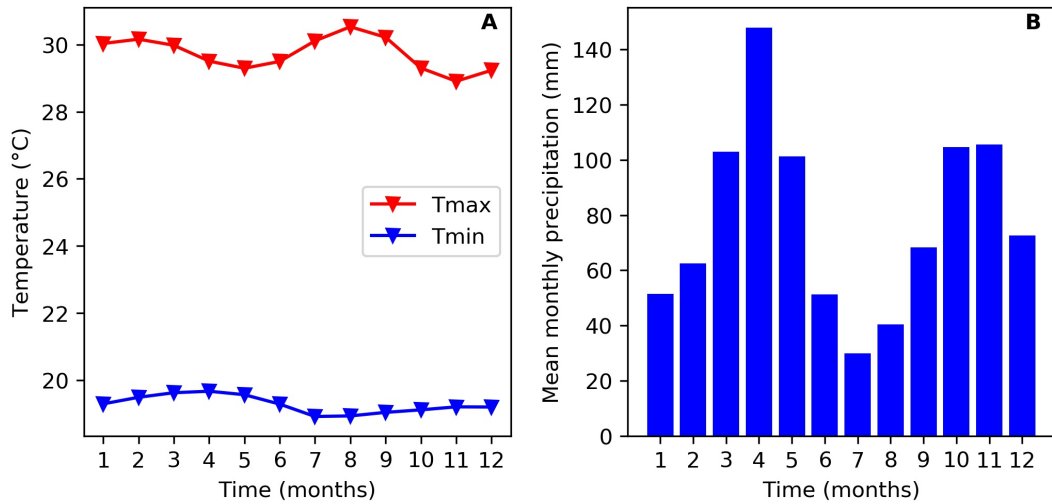 A
Temperature (°C)
30
28
26
24
22
20
Tmax
Tmin
1 2 3 4 5 6 7 8 9 10 11 12
Time (months)
B
Mean monthly precipitation (mm)
140
120
100
80
60
40
20
0
1 2 3 4 5 6 7 8 9 10 11 12
Time (months)